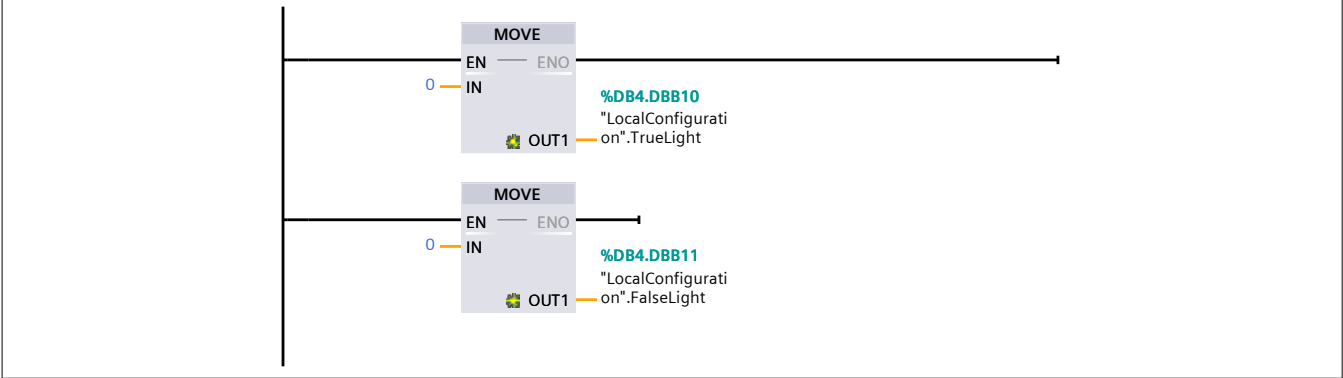 MOVE
EN ENO
0 IN
%DB4.DBB10
"LocalConfigurati
OUT1 on".TrueLight
MOVE
EN ENO
0 IN
%DB4.DBB11
"LocalConfigurati
OUT1 on".FalseLight